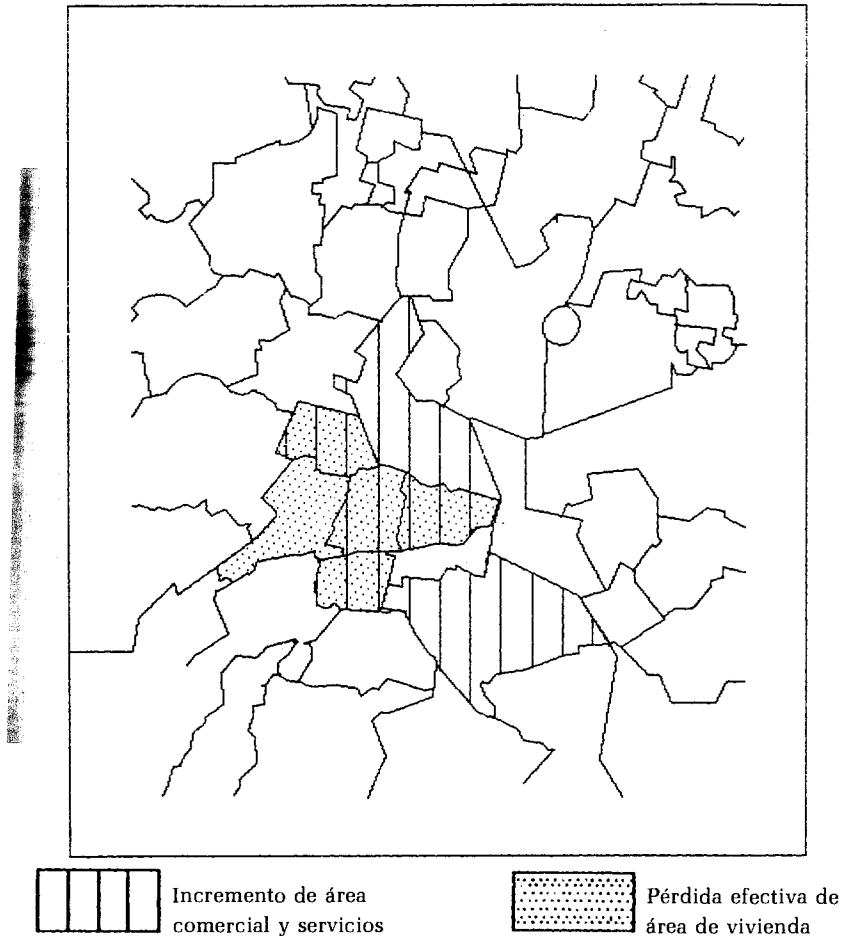 Incremento de área
comercial y servicios
Pérdida efectiva de
área de vivienda